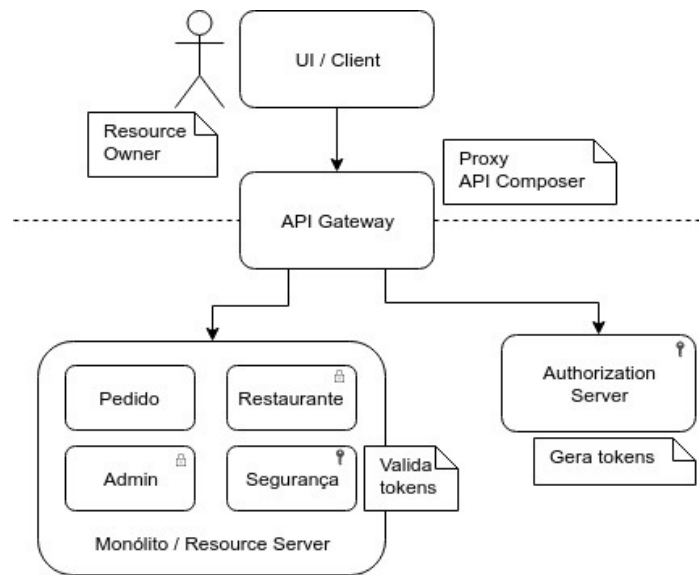 UI / Client
Resource
Owner
Proxy
API Composer
API Gateway
Pedido
Restaurante
Admin
Segurança
Valida
tokens
Monólito / Resource Server
Authorization
Server
Gera tokens